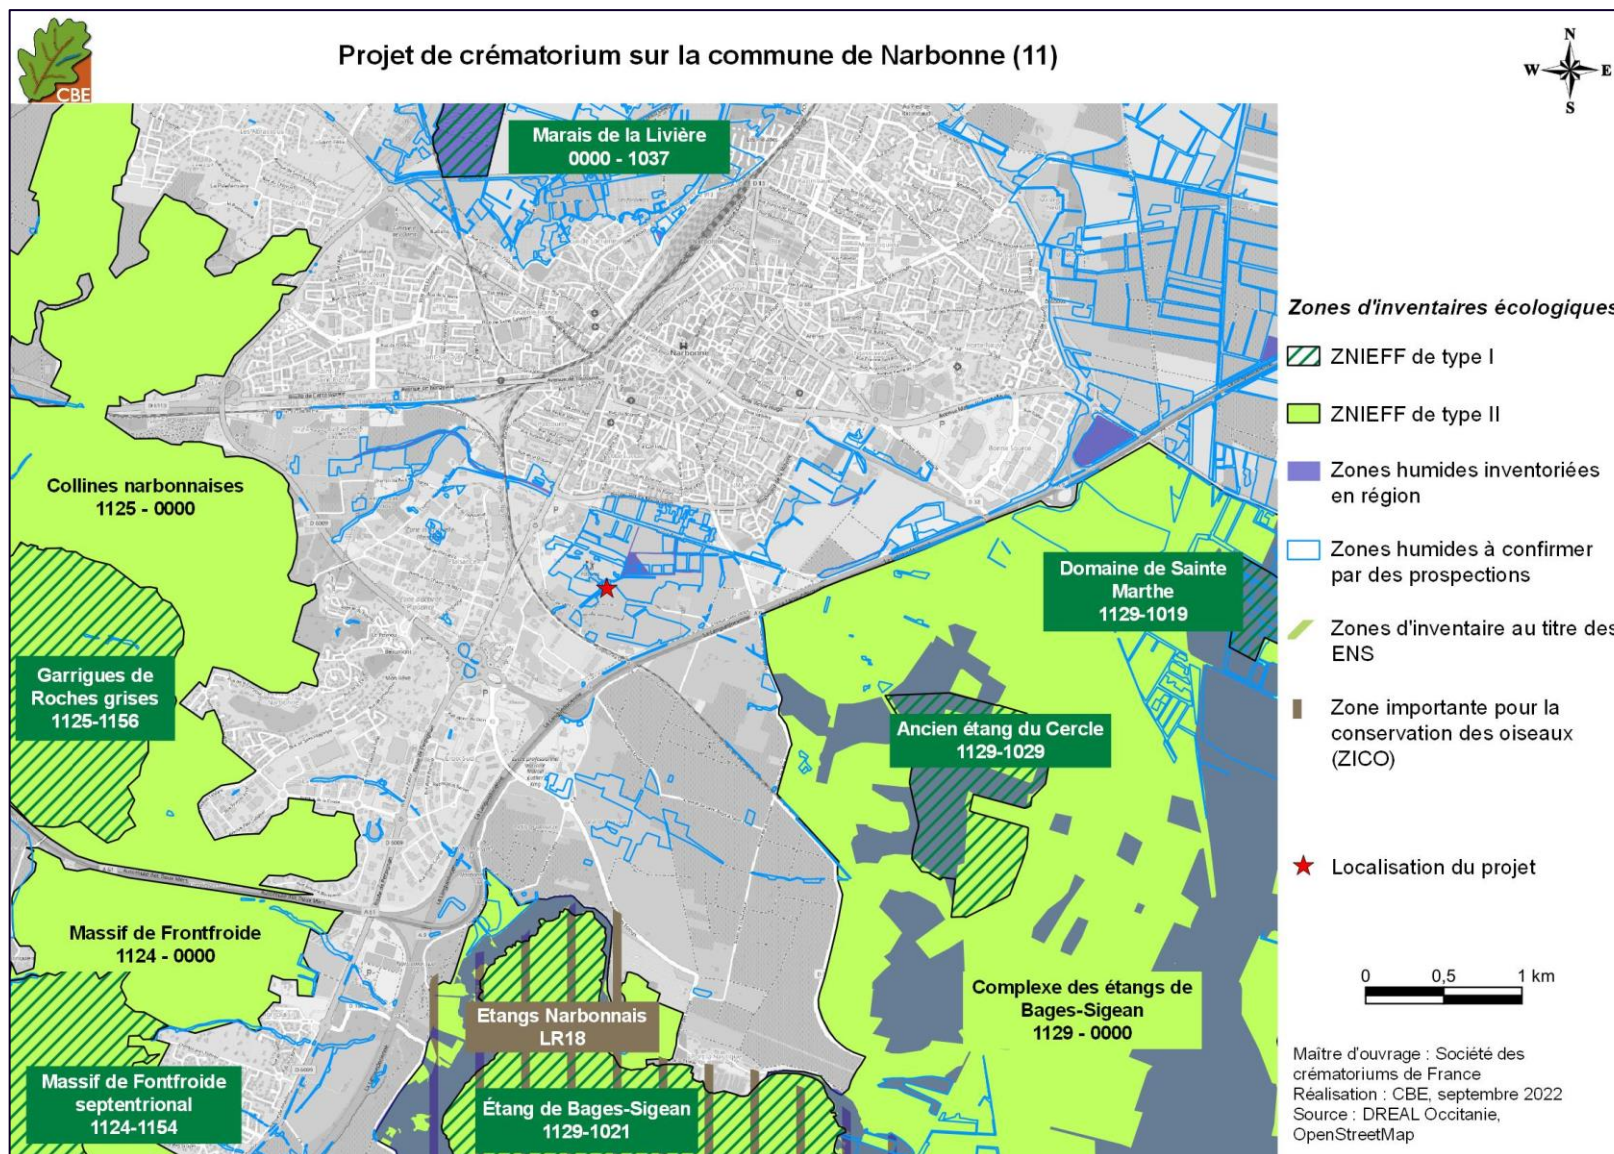 CBE
Projet de crématorium sur la commune de Narbonne (11)
N
W
E
S
Marais de la Livière
0000 - 1037
Narbonne
Collines narbonnaises
1125 - 0000
Garrigues de
Roches grises
1125-1156
Domaine de Sainte
Marthe
1129-1019
Ancien étang du Cercle
1129-1029
Massif de Frontfroide
1124 - 0000
Etangs Narbonnais
LR18
Complexe des étangs de
Bages-Sigean
1129 - 0000
Massif de Fontfroide
septentrional
1124-1154
Étang de Bages-Sigean
1129-1021
Zones d'inventaires écologiques
ZNIEFF de type I
ZNIEFF de type II
Zones humides inventoriées
en région
Zones humides à confirmer
par des prospections
Zones d'inventaire au titre des
ENS
Zone importante pour la
conservation des oiseaux
(ZICO)
Localisation du projet
0 0,5 1 km
Maître d'ouvrage : Société des
crématoriums de France
Réalisation : CBE, septembre 2022
Source : DREAL Occitanie,
OpenStreetMap